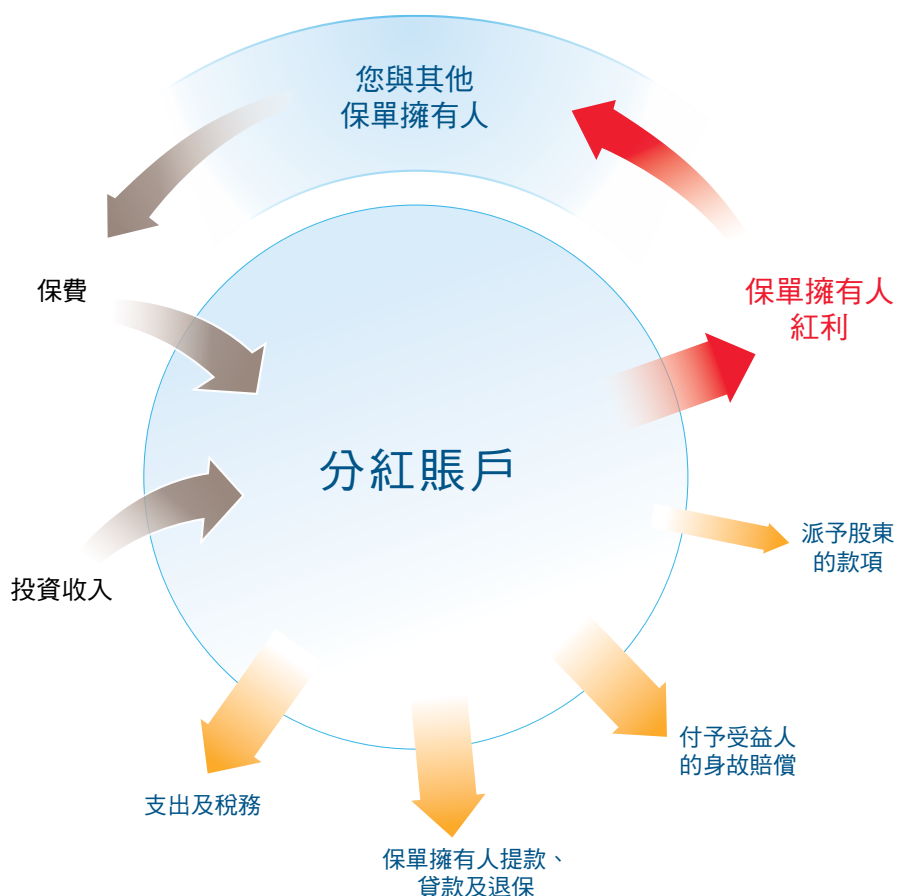 您與其他
保單擁有人
保費
保單擁有人
紅利
分紅賬戶
派予股東
的款項
投資收入
付予受益人
的身故賠償
支出及稅務
保單擁有人提款、
貸款及退保